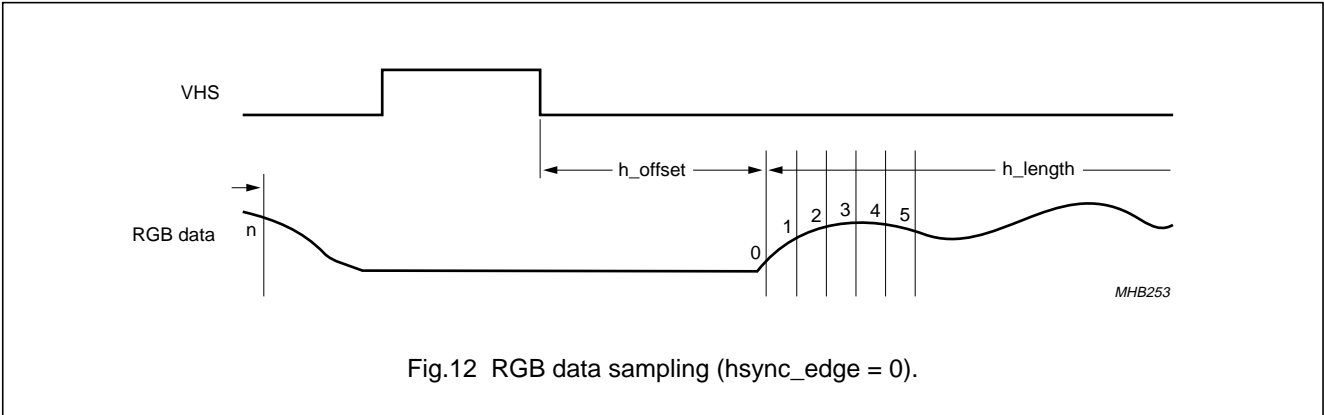 VHS
h_offset
h_length
RGB data
n
0
1
2
3
4
5
MHB253
Fig.12 RGB data sampling (hsync_edge = 0).